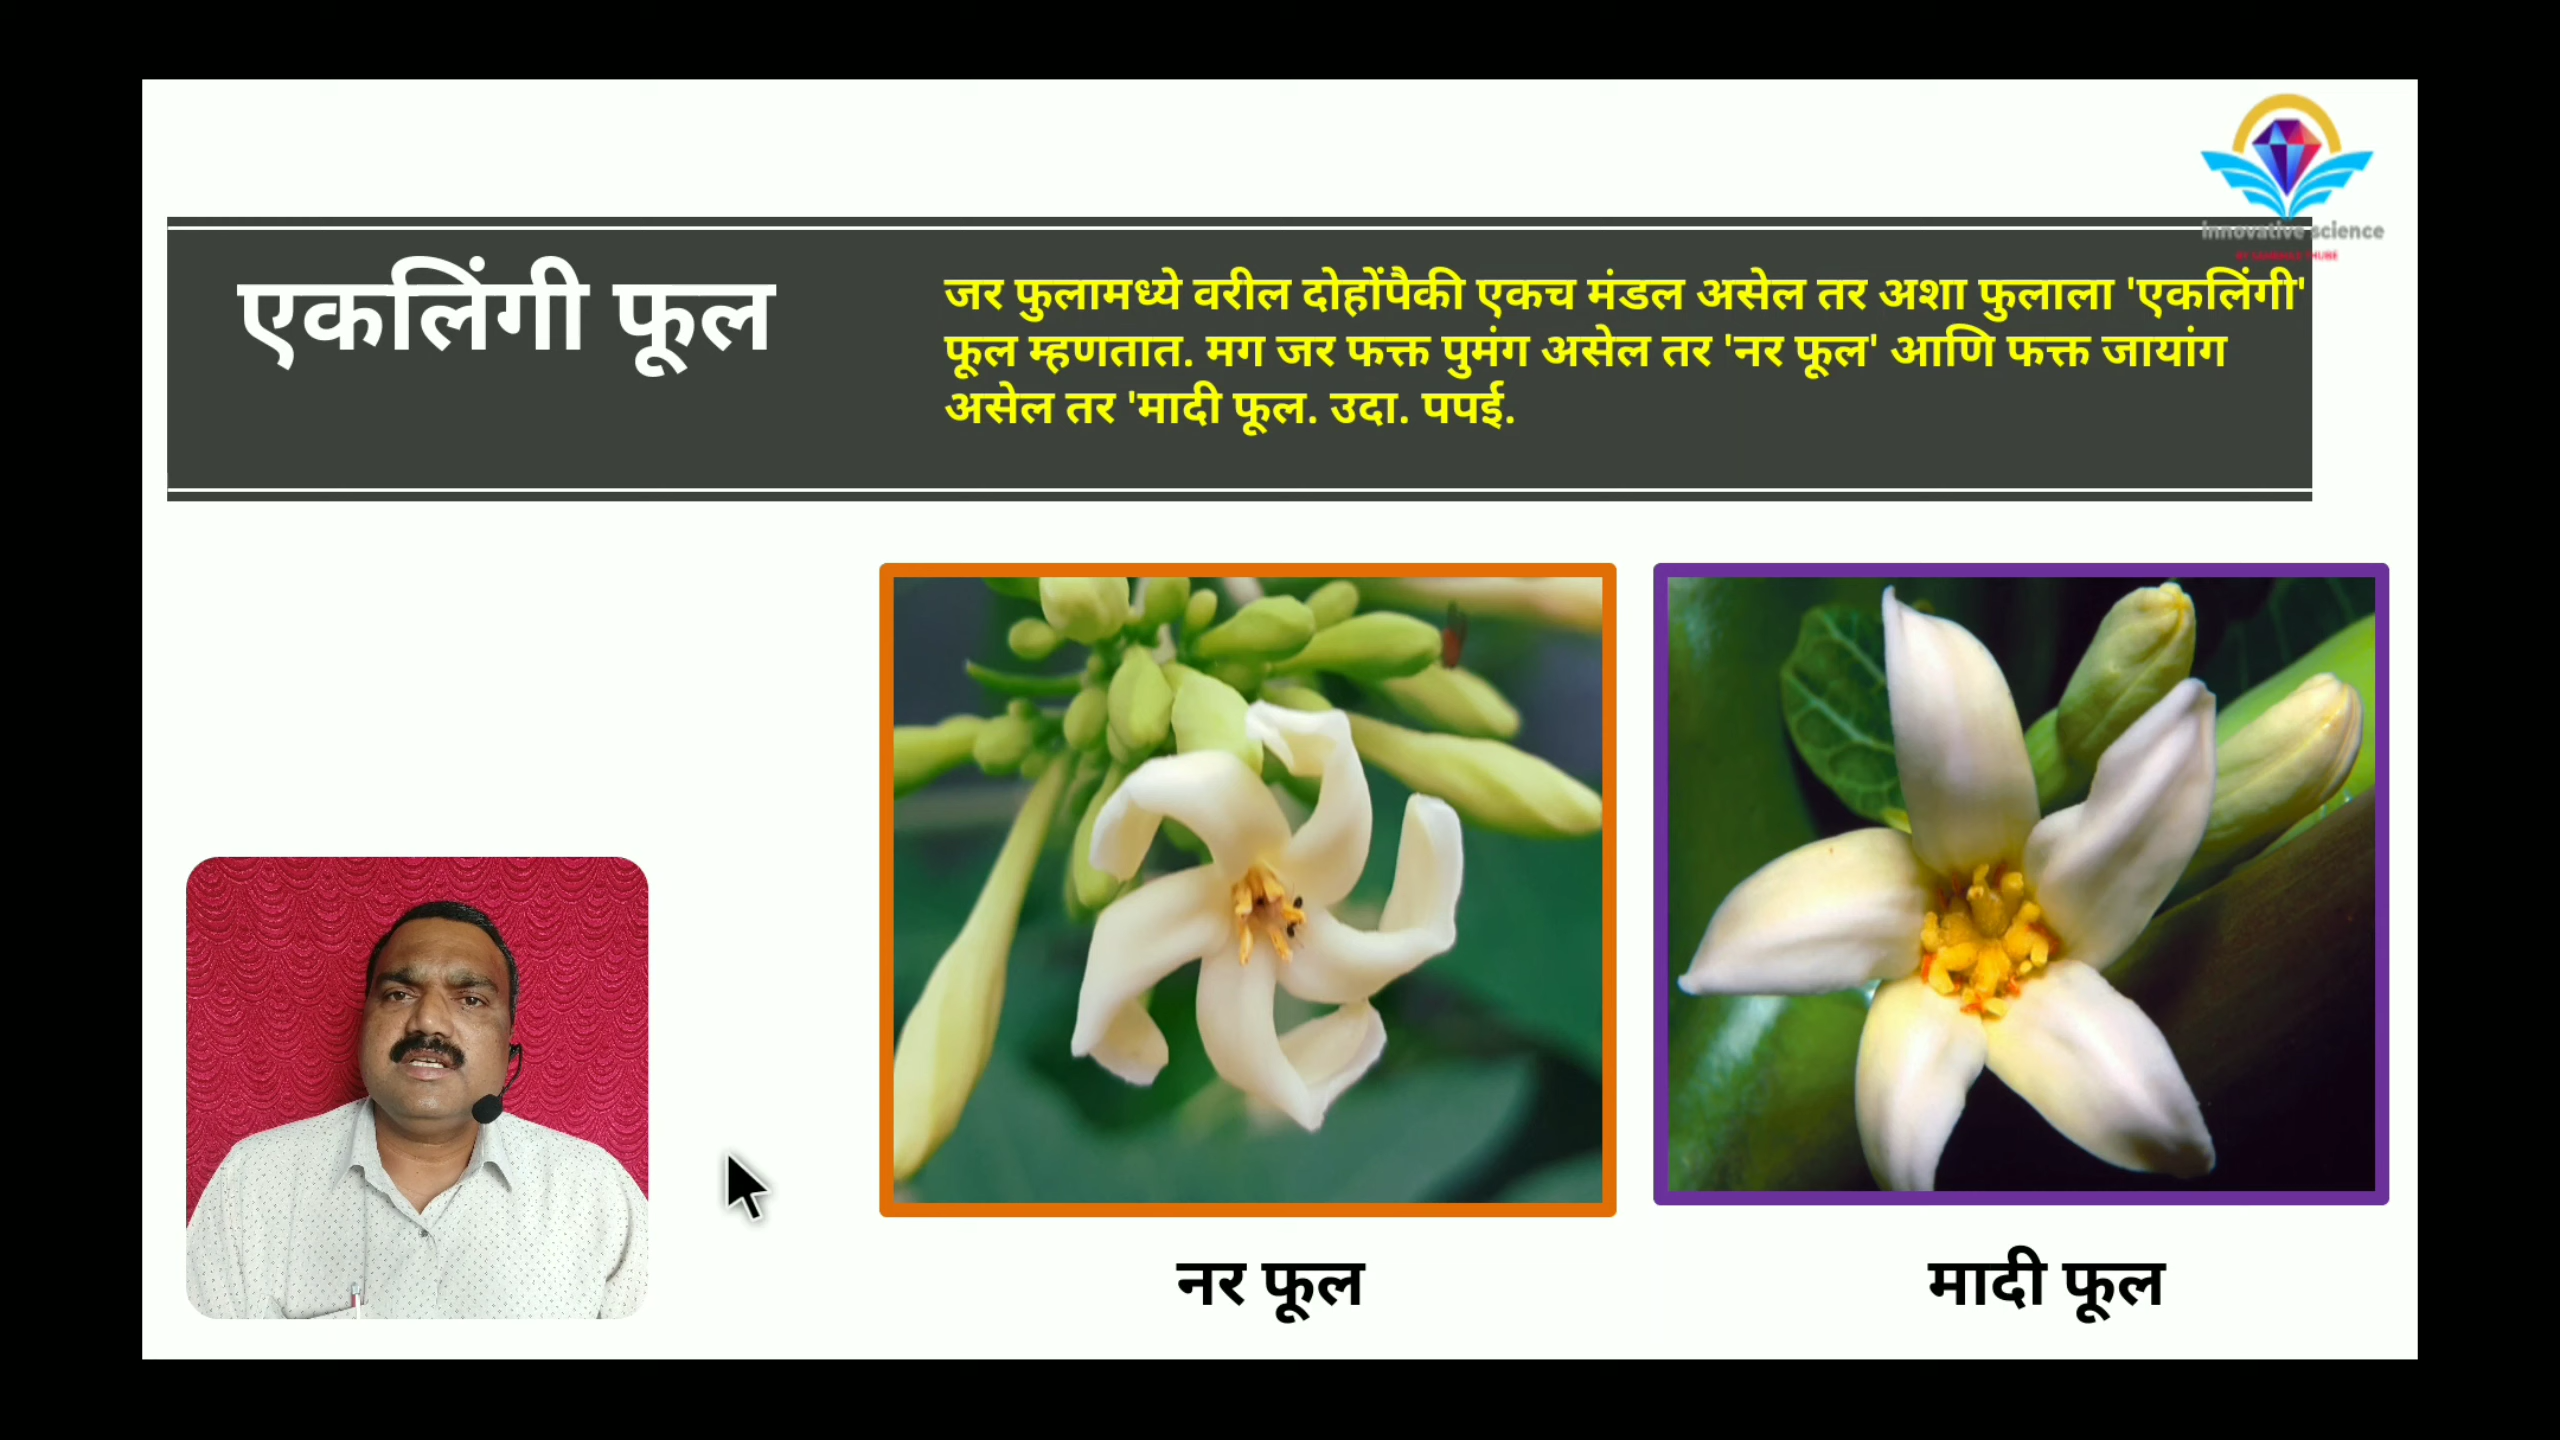 innovative science
एकलिंगी फूल
जर फुलामध्ये वरील दोहोंपैकी एकच मंडल असेल तर अशा फुलाला 'एकलिंगी'
फूल म्हणतात. मग जर फक्त पुमंग असेल तर 'नर फूल' आणि फक्त जायांग
असेल तर 'मादी फूल. उदा. पपई.
नर फूल
मादी फूल